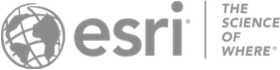 esri®
THE
SCIENCE
OF
WHERE®